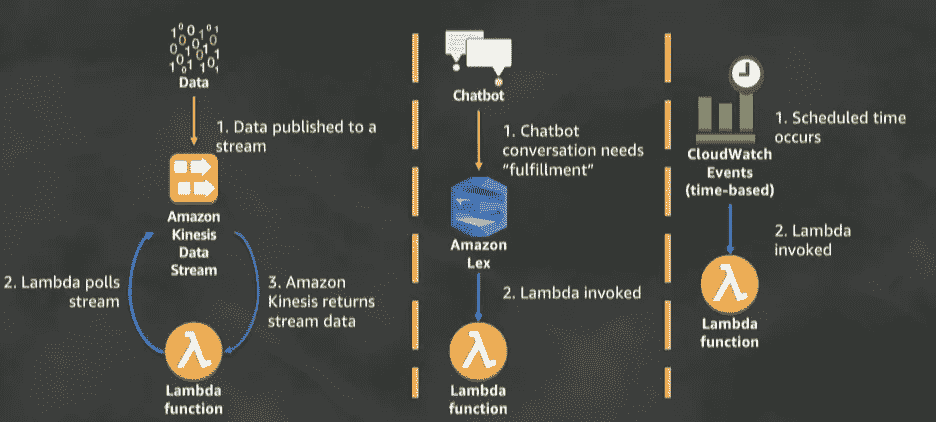 Data
1. Data published to a
stream
Amazon
Kinesis
Data
Stream
2. Lambda polls
stream
3. Amazon
Kinesis returns
stream data
λ
Lambda
function
Chatbot
1. Chatbot
conversation needs
“fulfillment”
Amazon
Lex
2. Lambda invoked
λ
Lambda
function
1. Scheduled time
occurs
CloudWatch
Events
(time-based)
2. Lambda
invoked
λ
Lambda
function